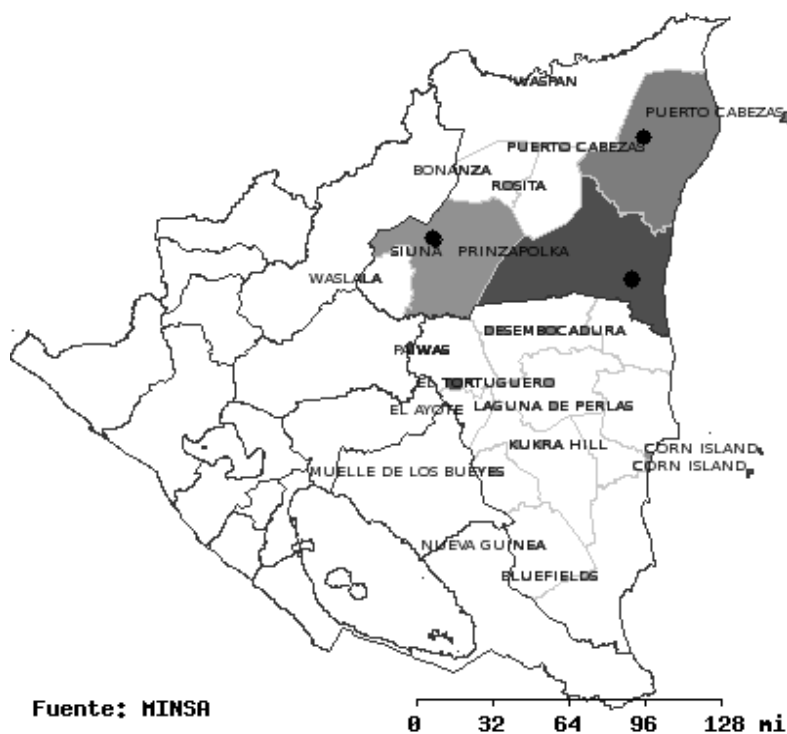 WASPAN
PUERTO CABEZAS
PUERTO CABEZAS
BONANZA
ROSITA
SIUNA
PRINZAPOLKA
WASLALA
DESEMBOCADURA
PAIWAS
EL TORTUGUERO
EL AYOTE
LAGUNA DE PERLAS
KUKRA HILL
CORN ISLAND
CORN ISLAND
MUELLE DE LOS BUEYES
NUEVA GUINEA
BLUEFIELDS
Fuente: MINSA
0 32 64 96 128 mi